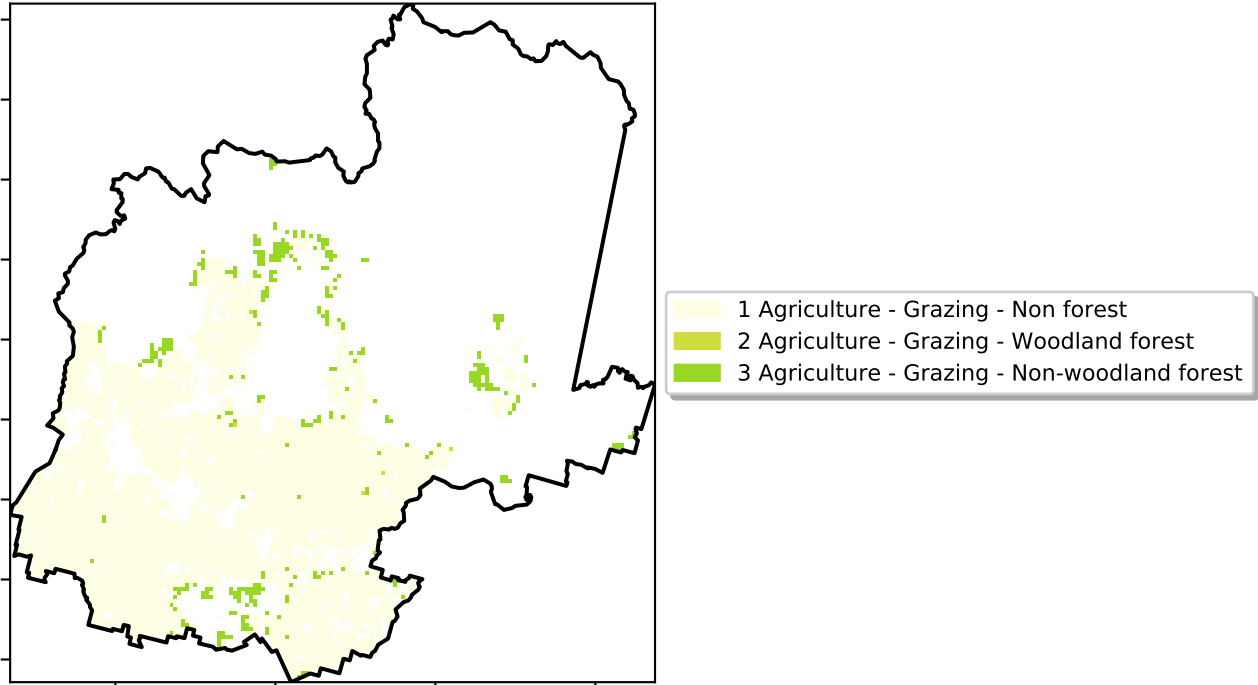 1 Agriculture - Grazing - Non forest
2 Agriculture - Grazing - Woodland forest
3 Agriculture - Grazing - Non-woodland forest